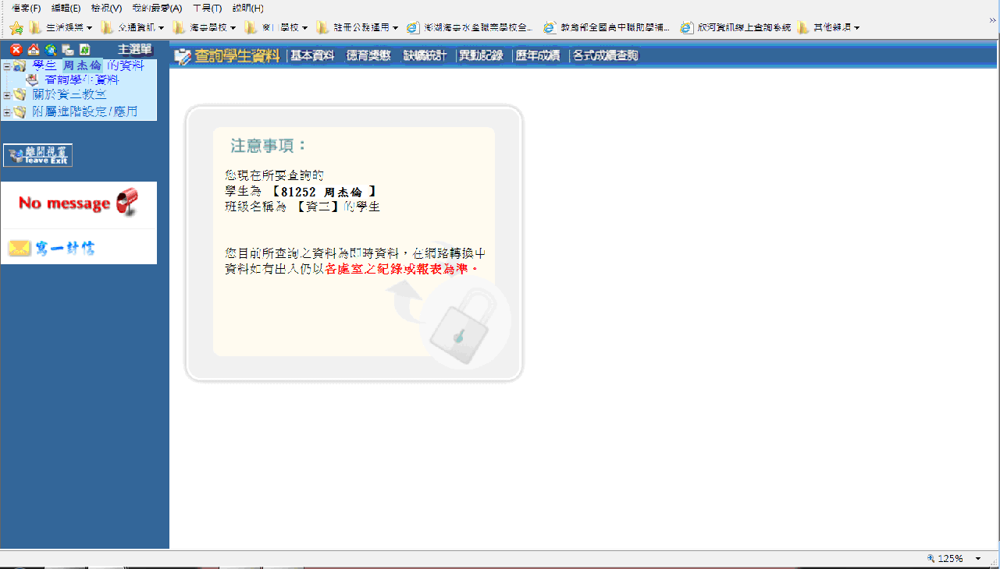 檔案(F) 編輯(E) 檢視(V) 我的最愛(A) 工具(T) 說明(H)
生活娛樂 交通資訊 海事學校 窗口學校 註冊公務通用 澎湖海事水產職業學校全... 教育部全國高中職助學補... 欣河資訊線上查詢系統 其他雜項 »
主選單
查詢學生資料 | 基本資料 德育獎懲 缺曠統計 | 異動記錄 | 歷年成績 | 各式成績查詢
學生 周杰倫 的資料
查詢學生資料
關於資三教室
附屬進階設定/應用
離開視窗
leave Exit
No message
寫一封信
注意事項：
您現在所要查詢的
學生為 【81252 周杰倫 】
班級名稱為 【資三】的學生
您目前所查詢之資料為即時資料，在網路轉換中
資料如有出入仍以各處室之紀錄或報表為準。
125%